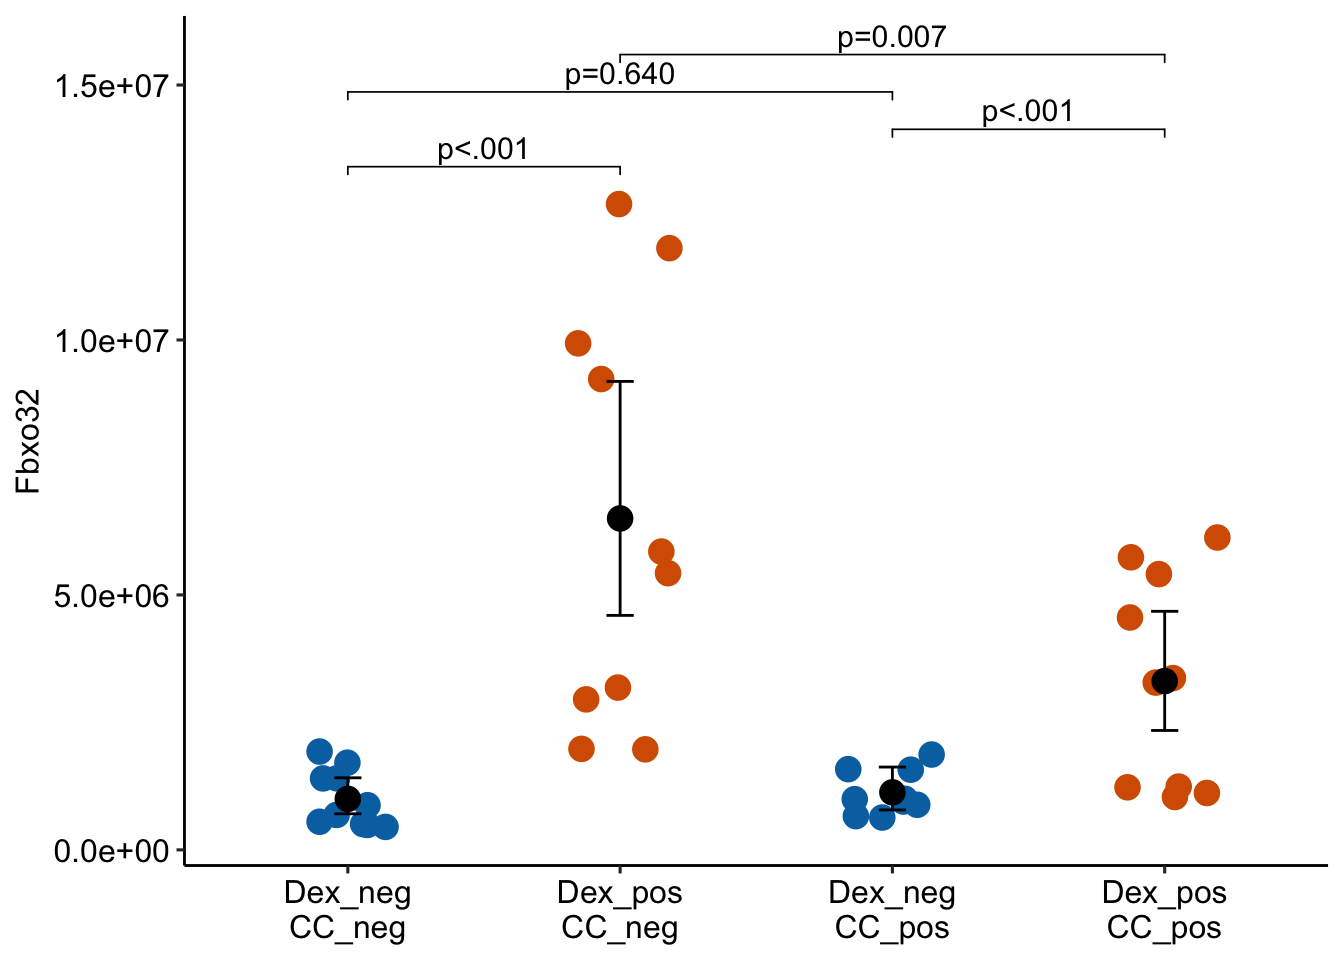 p=0.007
p=0.640
p<.001
p<.001
1.5e+07
1.0e+07
5.0e+06
0.0e+00
Fbxo32
Dex_neg
CC_neg
Dex_pos
CC_neg
Dex_neg
CC_pos
Dex_pos
CC_pos